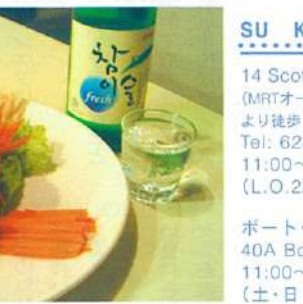 참
이슬
fresh
SU K
14 Scot
(MRTオー
より徒歩
Tel: 62
11:00~
(L.O.2
ボート・
40A Bo
11:00~
(土・日